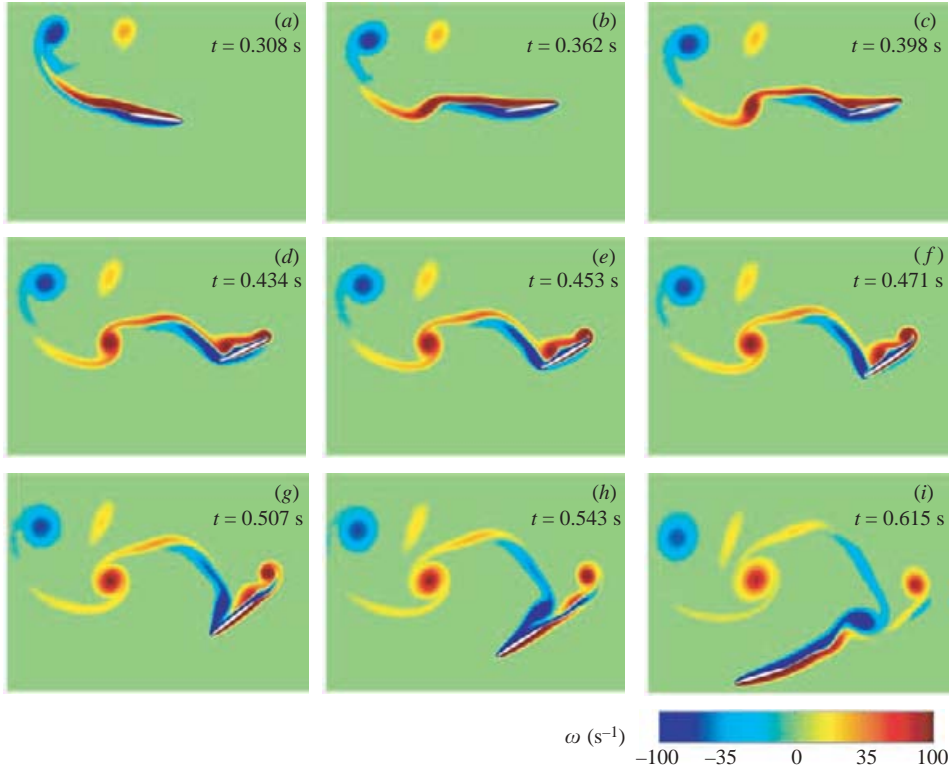 (a)
t = 0.308 s
(b)
t = 0.362 s
(c)
t = 0.398 s
(d)
t = 0.434 s
(e)
t = 0.453 s
(f)
t = 0.471 s
(g)
t = 0.507 s
(h)
t = 0.543 s
(i)
t = 0.615 s
ω (s⁻¹)
–100 –35 0 35 100